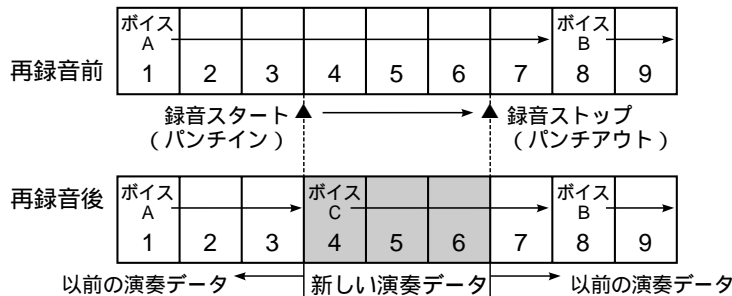 ボイス A ボイス B
再録音前 1 2 3 4 5 6 7 8 9
録音スタート 録音ストップ
（パンチイン） （パンチアウト）
再録音後 ボイス A ボイス C ボイス B
1 2 3 4 5 6 7 8 9
以前の演奏データ 新しい演奏データ 以前の演奏データ